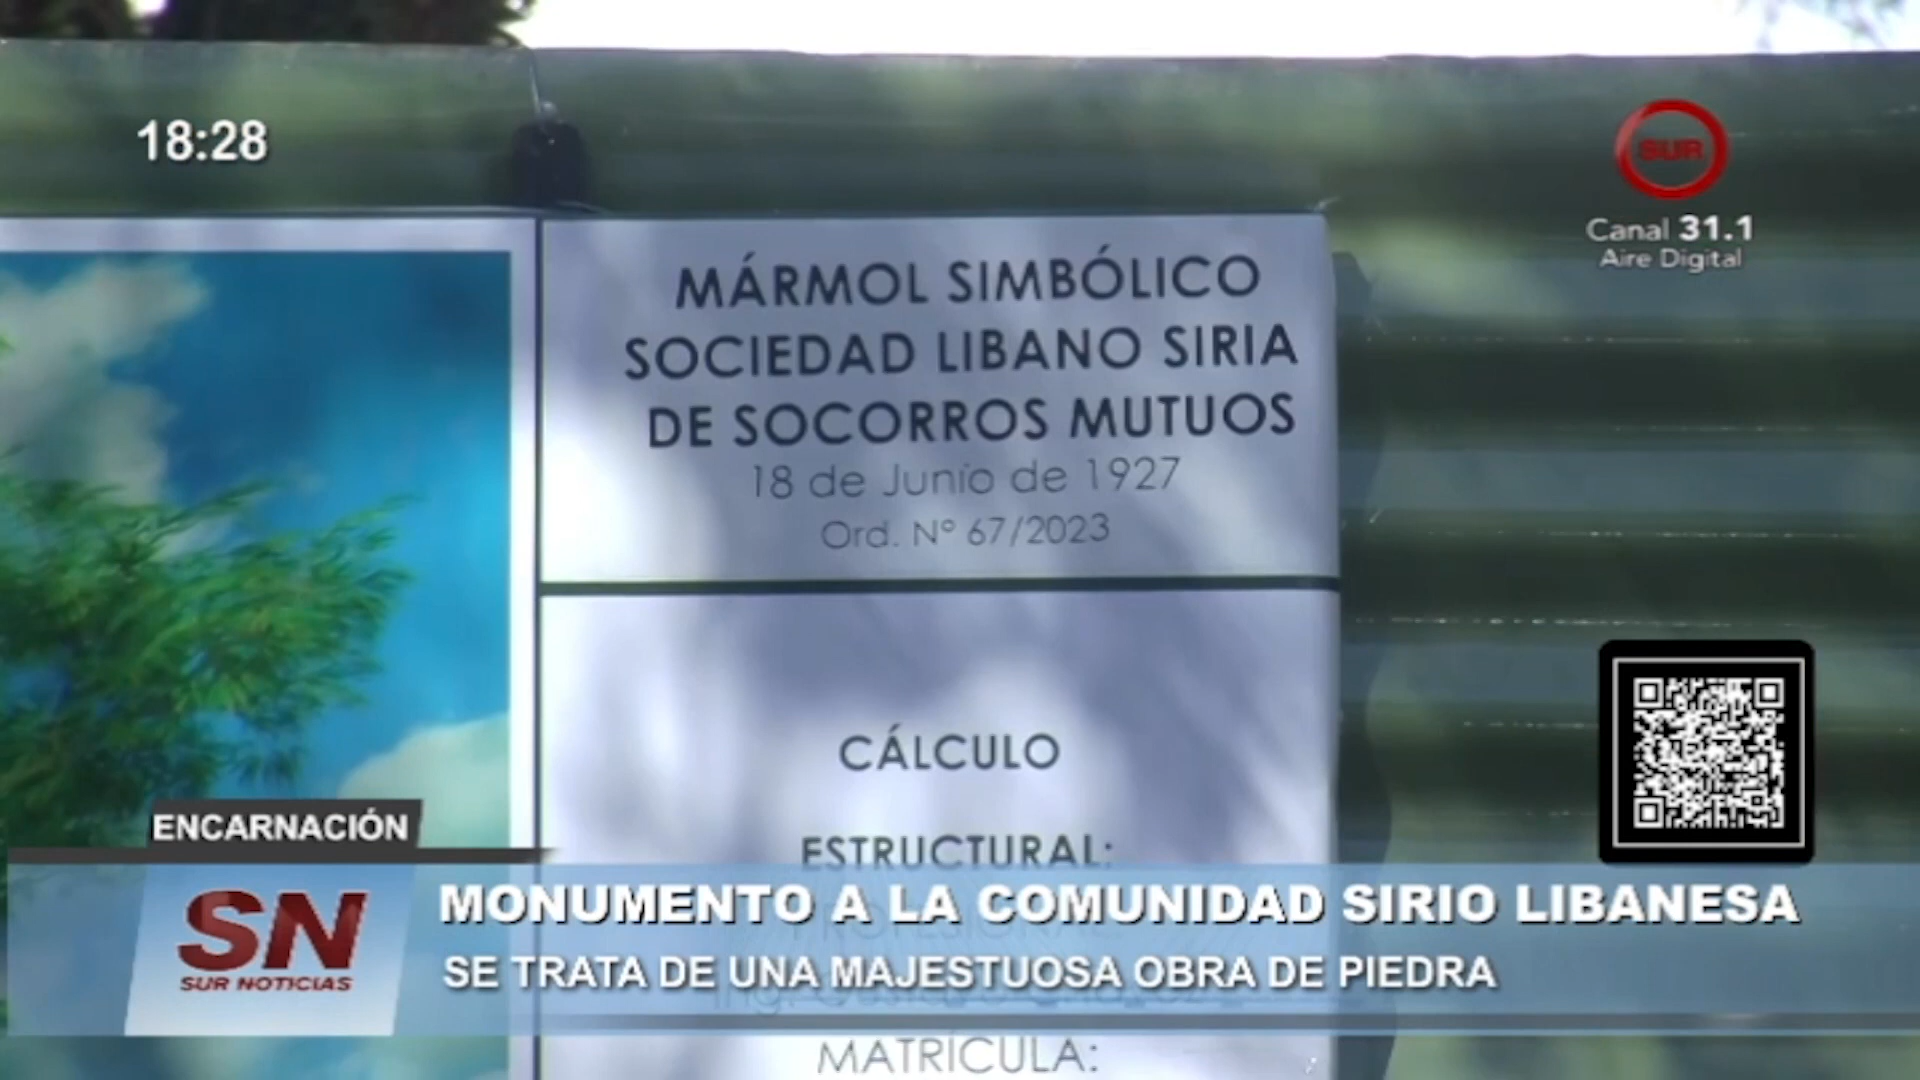 18:28
SUR
Canal 31.1
Aire Digital
MÁRMOL SIMBÓLICO
SOCIEDAD LIBANO SIRIA
DE SOCORROS MUTUOS
18 de Junio de 1927
Ord. Nº 67/2023
CÁLCULO
ESTRUCTURAL:
ENCARNACIÓN
SN
SUR NOTICIAS
MONUMENTO A LA COMUNIDAD SIRIO LIBANESA
SE TRATA DE UNA MAJESTUOSA OBRA DE PIEDRA
MATRÍCULA: